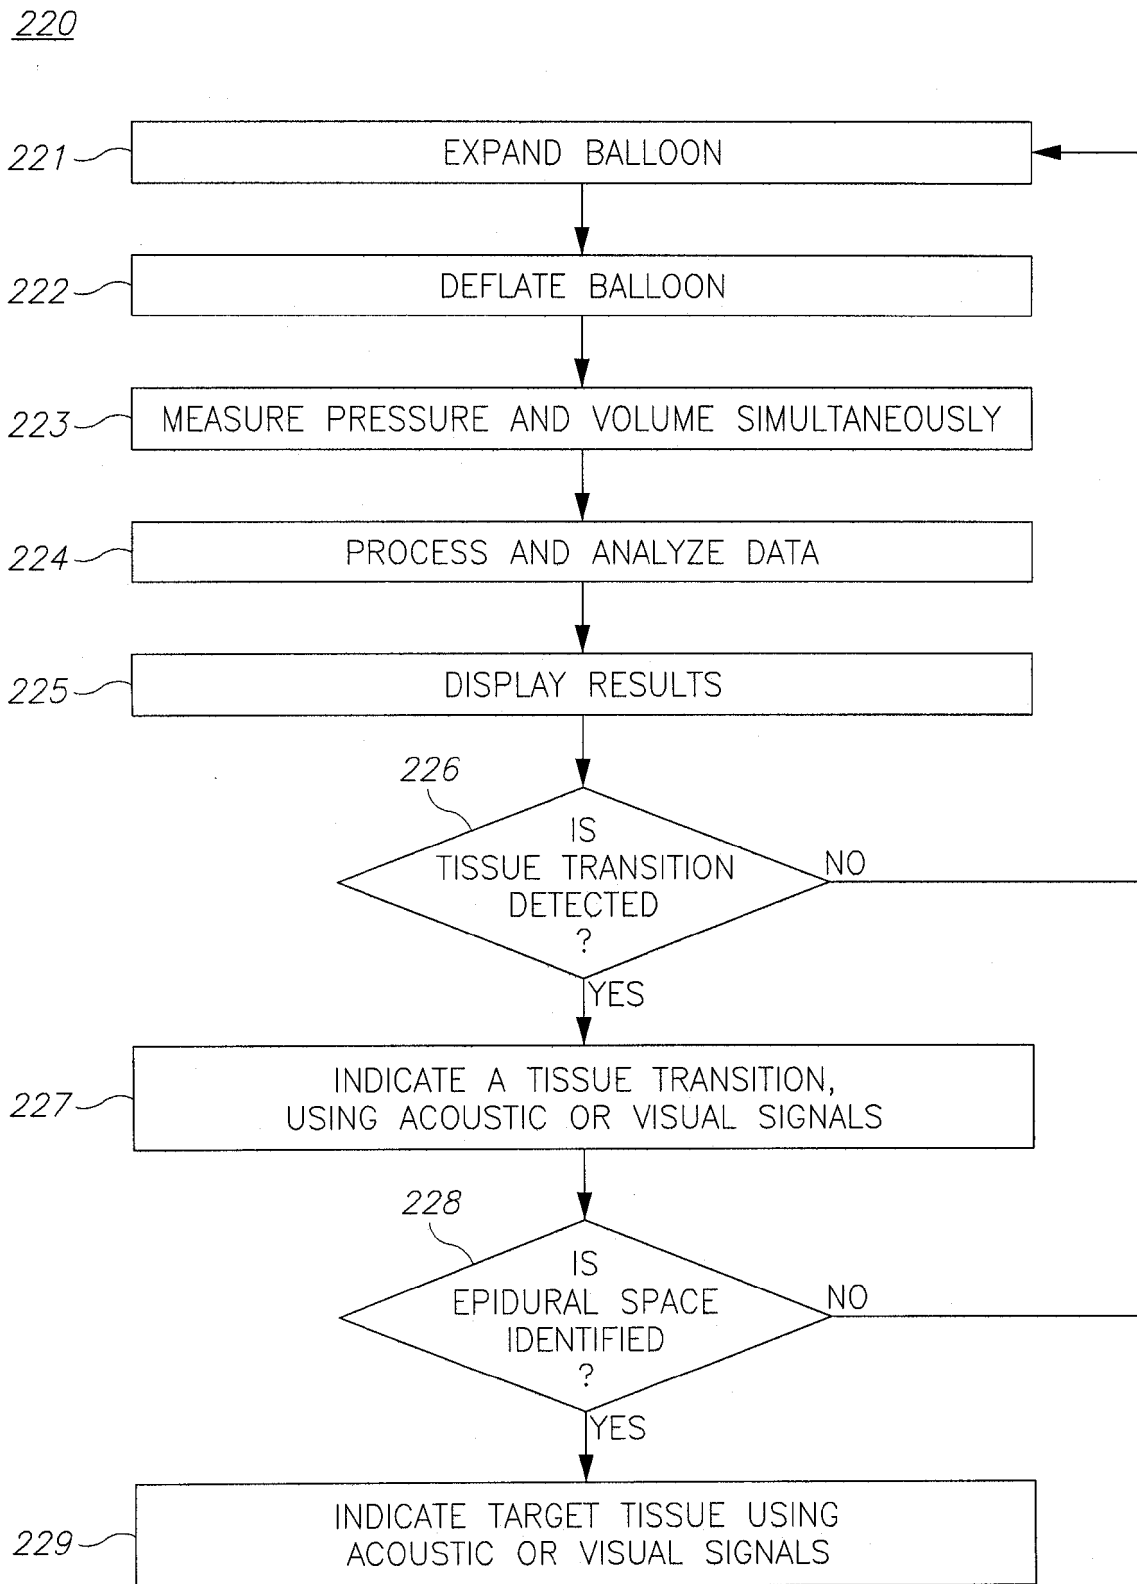 220
221
EXPAND BALLOON
222
DEFLATE BALLOON
223
MEASURE PRESSURE AND VOLUME SIMULTANEOUSLY
224
PROCESS AND ANALYZE DATA
225
DISPLAY RESULTS
226
IS
TISSUE TRANSITION
DETECTED
?
NO
YES
227
INDICATE A TISSUE TRANSITION,
USING ACOUSTIC OR VISUAL SIGNALS
228
IS
EPIDURAL SPACE
IDENTIFIED
?
NO
YES
229
INDICATE TARGET TISSUE USING
ACOUSTIC OR VISUAL SIGNALS